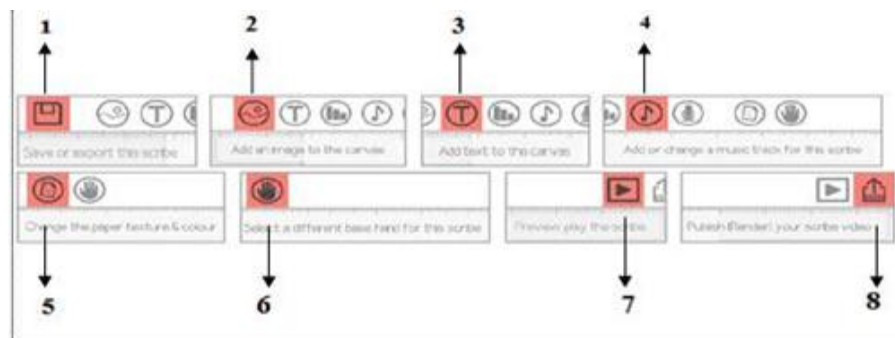 1 2 3 4
Save or export this scribe
Add an image to the canvas
Add text to the canvas
Add or change a music track for this scribe
Change the paper texture & colour
Select a different base hand for this scribe
Preview play the scribe
Publish (Render) your scribe video
5 6 7 8